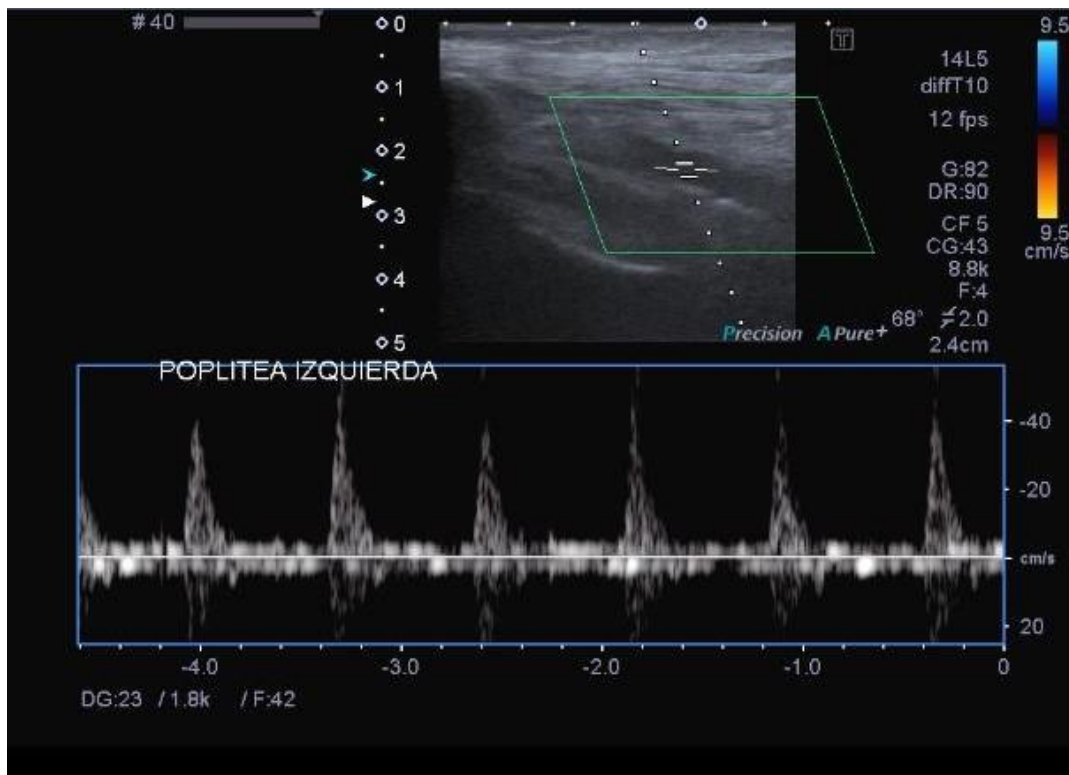 #40
0
1
2
3
4
5
T
9.5
14L5
diffT10
12 fps
G:82
DR:90
CF 5
CG:43
8.8k
F:4
9.5
cm/s
68° ≠2.0
2.4cm
Precision APure+
POPLITEA IZQUIERDA
-40
-20
cm/s
20
-4.0 -3.0 -2.0 -1.0 0
DG:23 / 1.8k / F:42